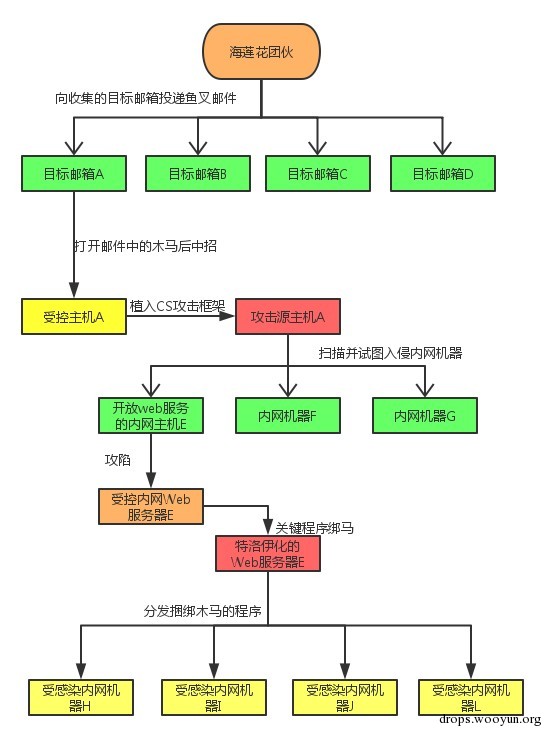 海莲花团伙
向收集的目标邮箱投递鱼叉邮件
目标邮箱A
目标邮箱B
目标邮箱C
目标邮箱D
打开邮件中的木马后中招
受控主机A
植入CS攻击框架
攻击源主机A
扫描并试图入侵内网机器
开放web服务
的内网主机E
内网机器F
内网机器G
攻陷
受控内网Web
服务器E
关键程序绑马
特洛伊化的
Web服务器E
分发捆绑木马的程序
受感染内网机
器H
受感染内网机
器I
受感染内网机
器J
受感染内网机
器L
drops.wooyun.org